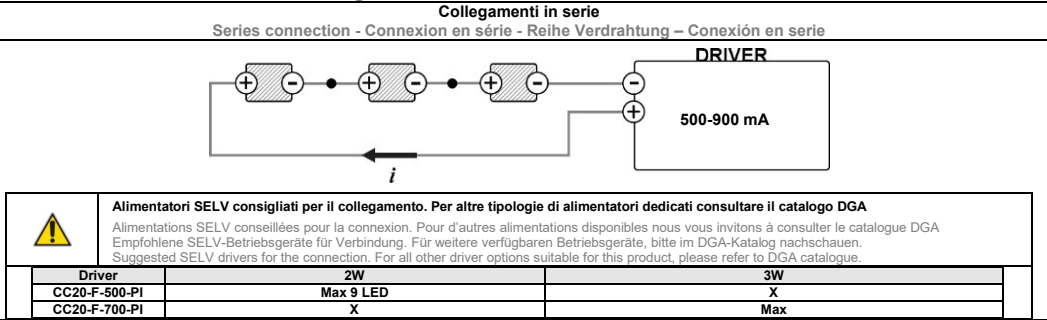 Collegamenti in serie
Series connection - Connexion en série - Reihe Verdrahtung – Conexión en serie
DRIVER
+ - + - + - -
+ 500-900 mA
i
Alimentatori SELV consigliati per il collegamento. Per altre tipologie di alimentatori dedicati consultare il catalogo DGA
Alimentations SELV conseillées pour la connexion. Pour d'autres alimentations disponibles nous vous invitons à consulter le catalogue DGA
Empfohlene SELV-Betriebsgeräte für Verbindung. Für weitere verfügbaren Betriebsgeräte, bitte im DGA-Katalog nachschauen.
Suggested SELV drivers for the connection. For all other driver options suitable for this product, please refer to DGA catalogue.
Driver 2W 3W
CC20-F-500-PI Max 9 LED X
CC20-F-700-PI X Max